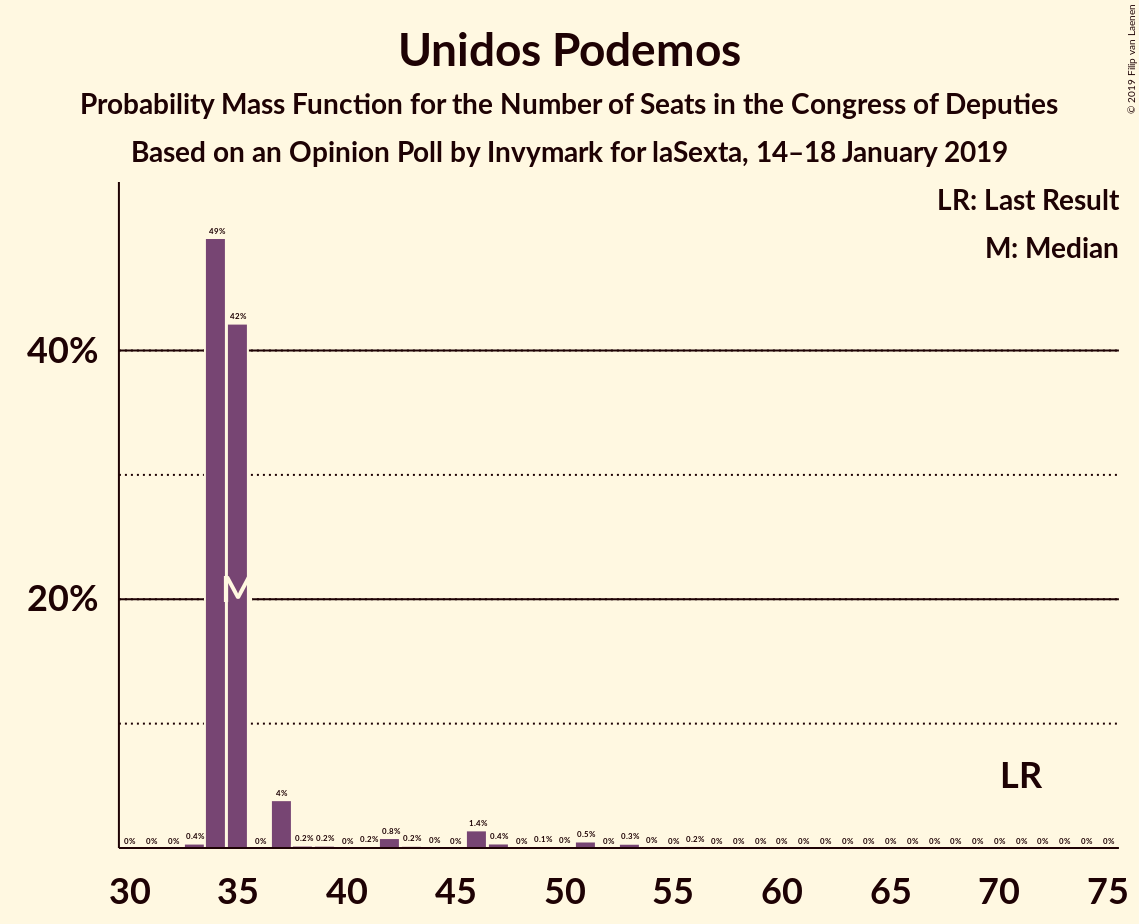 Unidos Podemos
Probability Mass Function for the Number of Seats in the Congress of Deputies
Based on an Opinion Poll by Invymark for laSexta, 14–18 January 2019
© 2019 Filip van Laenen
LR: Last Result
M: Median
40%
20%
0% 0% 0% 0.4% 49% 42% 0% 4% 0.2% 0.2% 0% 0.2% 0.8% 0.2% 0% 0% 1.4% 0.4% 0% 0.1% 0% 0.5% 0% 0.3% 0% 0% 0.2% 0% 0% 0% 0% 0% 0% 0% 0% 0% 0% 0% 0% 0% 0% 0% 0% 0% 0% 0%
M
LR
30 35 40 45 50 55 60 65 70 75